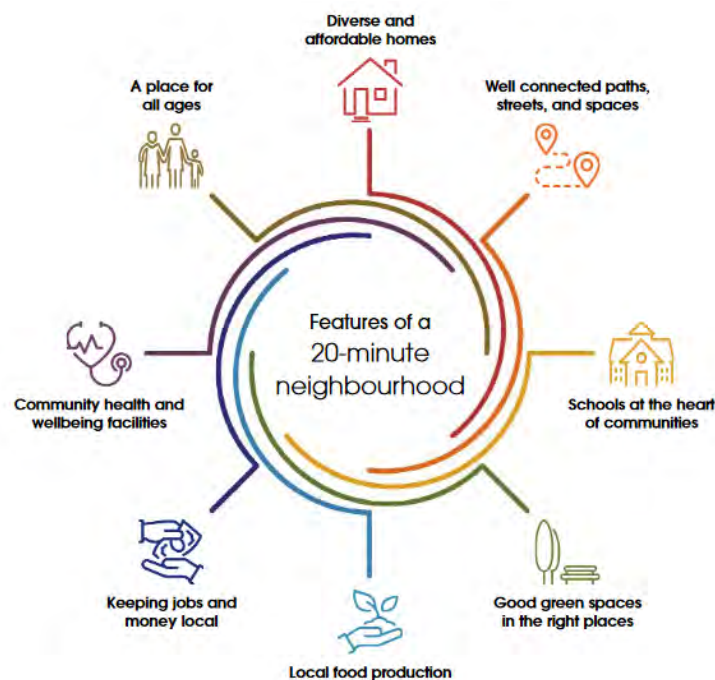 Diverse and
affordable homes
A place for
all ages
Well connected paths,
streets, and spaces
Features of a
20-minute
neighbourhood
Community health and
wellbeing facilities
Schools at the heart
of communities
Keeping jobs and
money local
Good green spaces
in the right places
Local food production